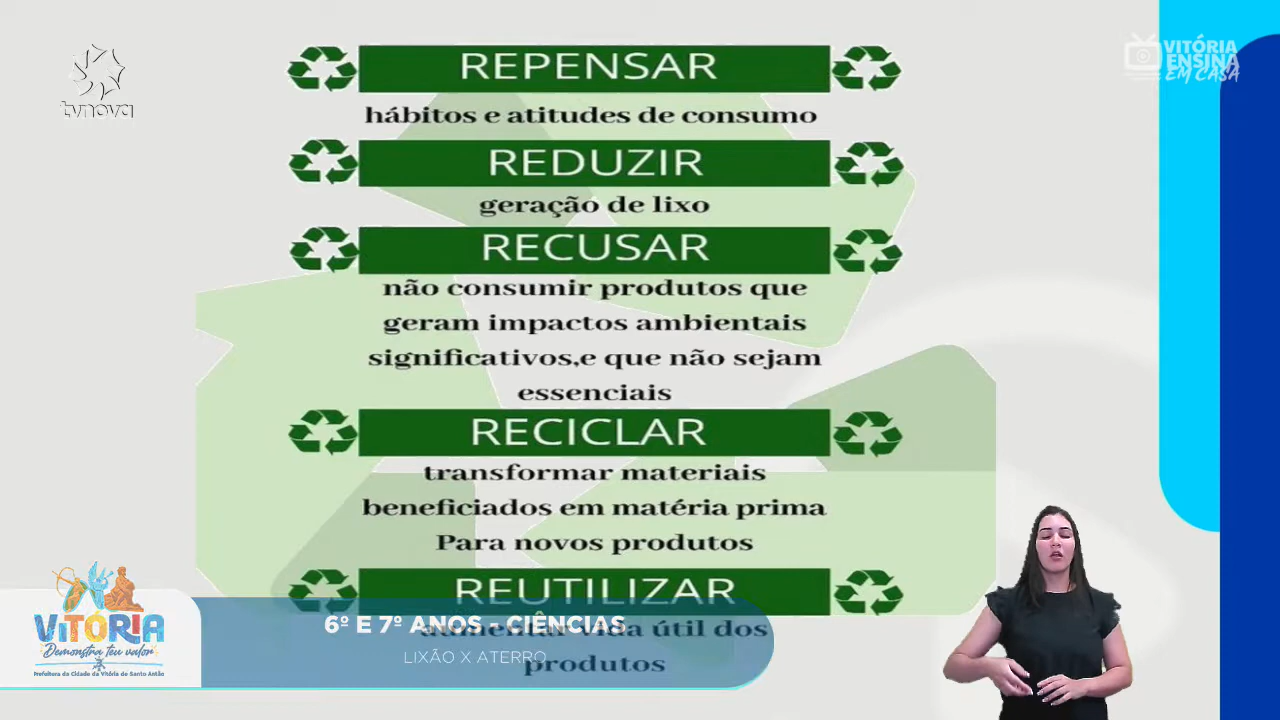 tvnova
VITÓRIA
ENSINA
EM CASA
REPENSAR
hábitos e atitudes de consumo
REDUZIR
geração de lixo
RECUSAR
não consumir produtos que
geram impactos ambientais
significativos,e que não sejam
essenciais
RECICLAR
transformar materiais
beneficiados em matéria prima
Para novos produtos
REUTILIZAR
aumentar vida útil dos
produtos
6º E 7º ANOS - CIÊNCIAS
LIXÃO X ATERRO
VITÓRIA
Demonstra teu valor
Prefeitura da Cidade da Vitória de Santo Antão